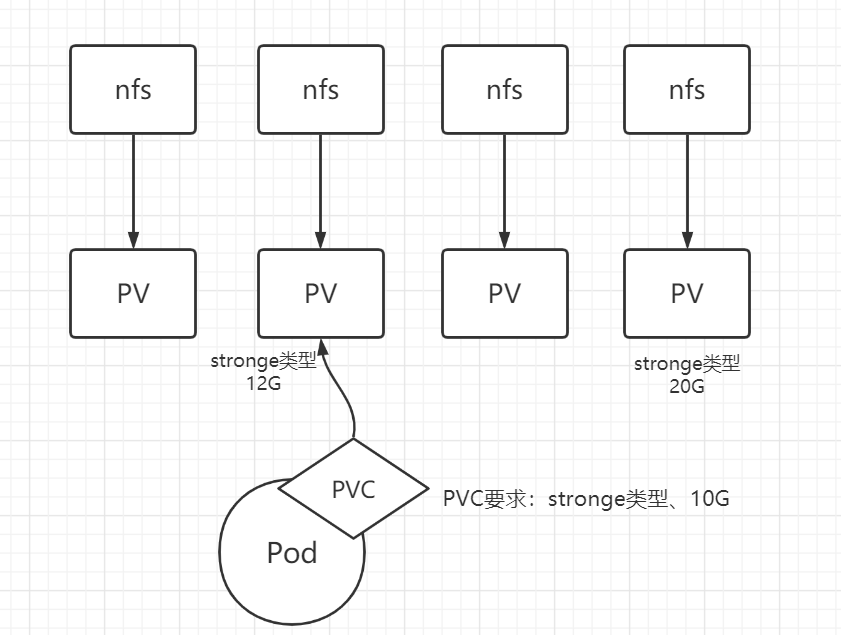 nfs
nfs
nfs
nfs
PV
PV
PV
PV
stronge类型
12G
stronge类型
20G
PVC
PVC要求：stronge类型、10G
Pod